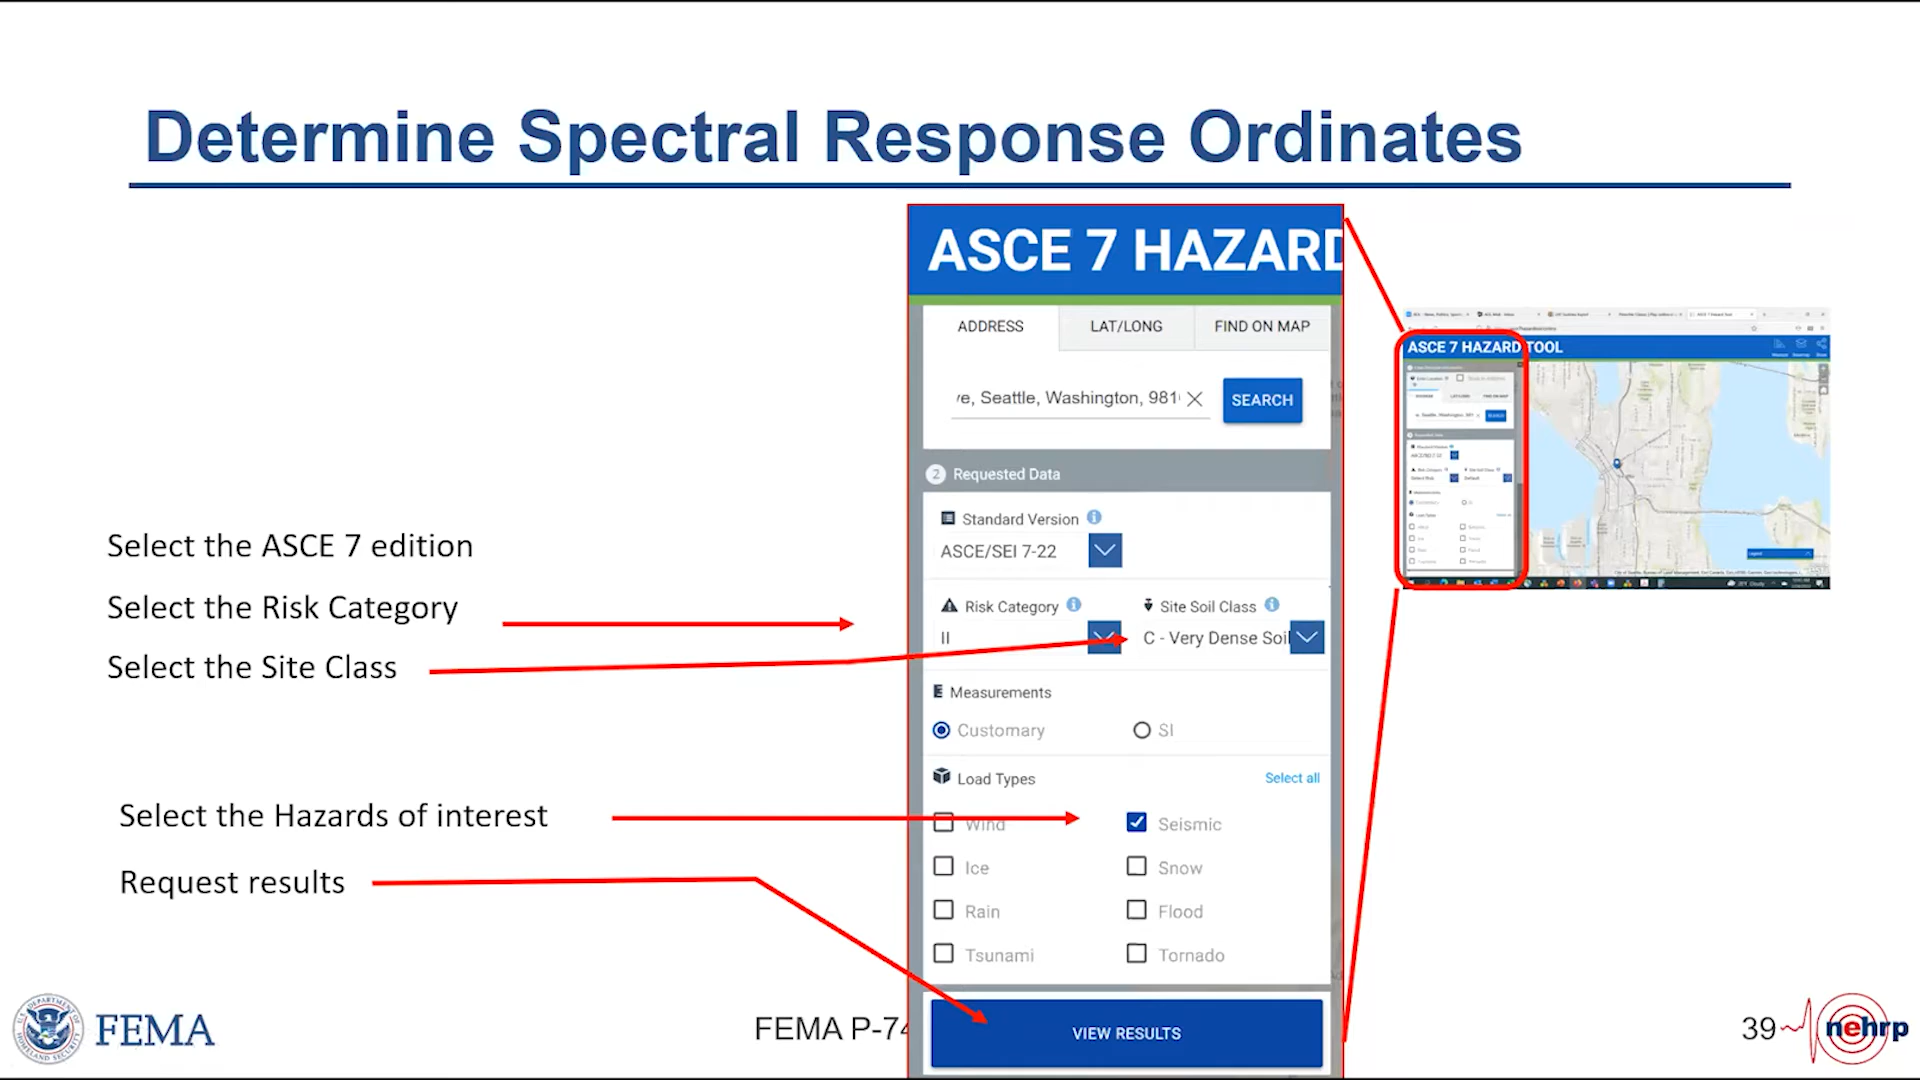 Determine Spectral Response Ordinates
ASCE 7 HAZARD
ADDRESS
LAT/LONG
FIND ON MAP
Seattle, Washington, 981
SEARCH
2 Requested Data
Standard Version
ASCE/SEI 7-22
Risk Category
Site Soil Class
II
C - Very Dense Soil
Measurements
Customary
SI
Load Types
Select all
Wind
Seismic
Ice
Snow
Rain
Flood
Tsunami
Tornado
VIEW RESULTS
Select the ASCE 7 edition
Select the Risk Category
Select the Site Class
Select the Hazards of interest
Request results
ASCE 7 HAZARD TOOL
FEMA
FEMA P-74
39
nehrp